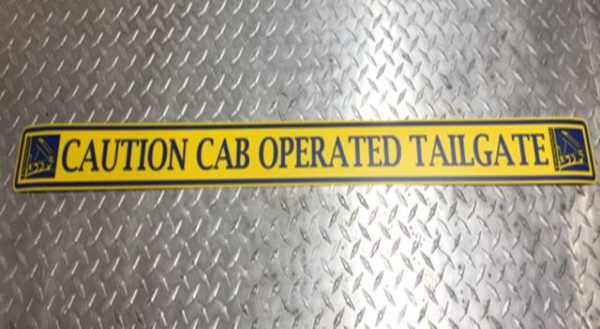 CAUTION CAB OPERATED TAILGATE